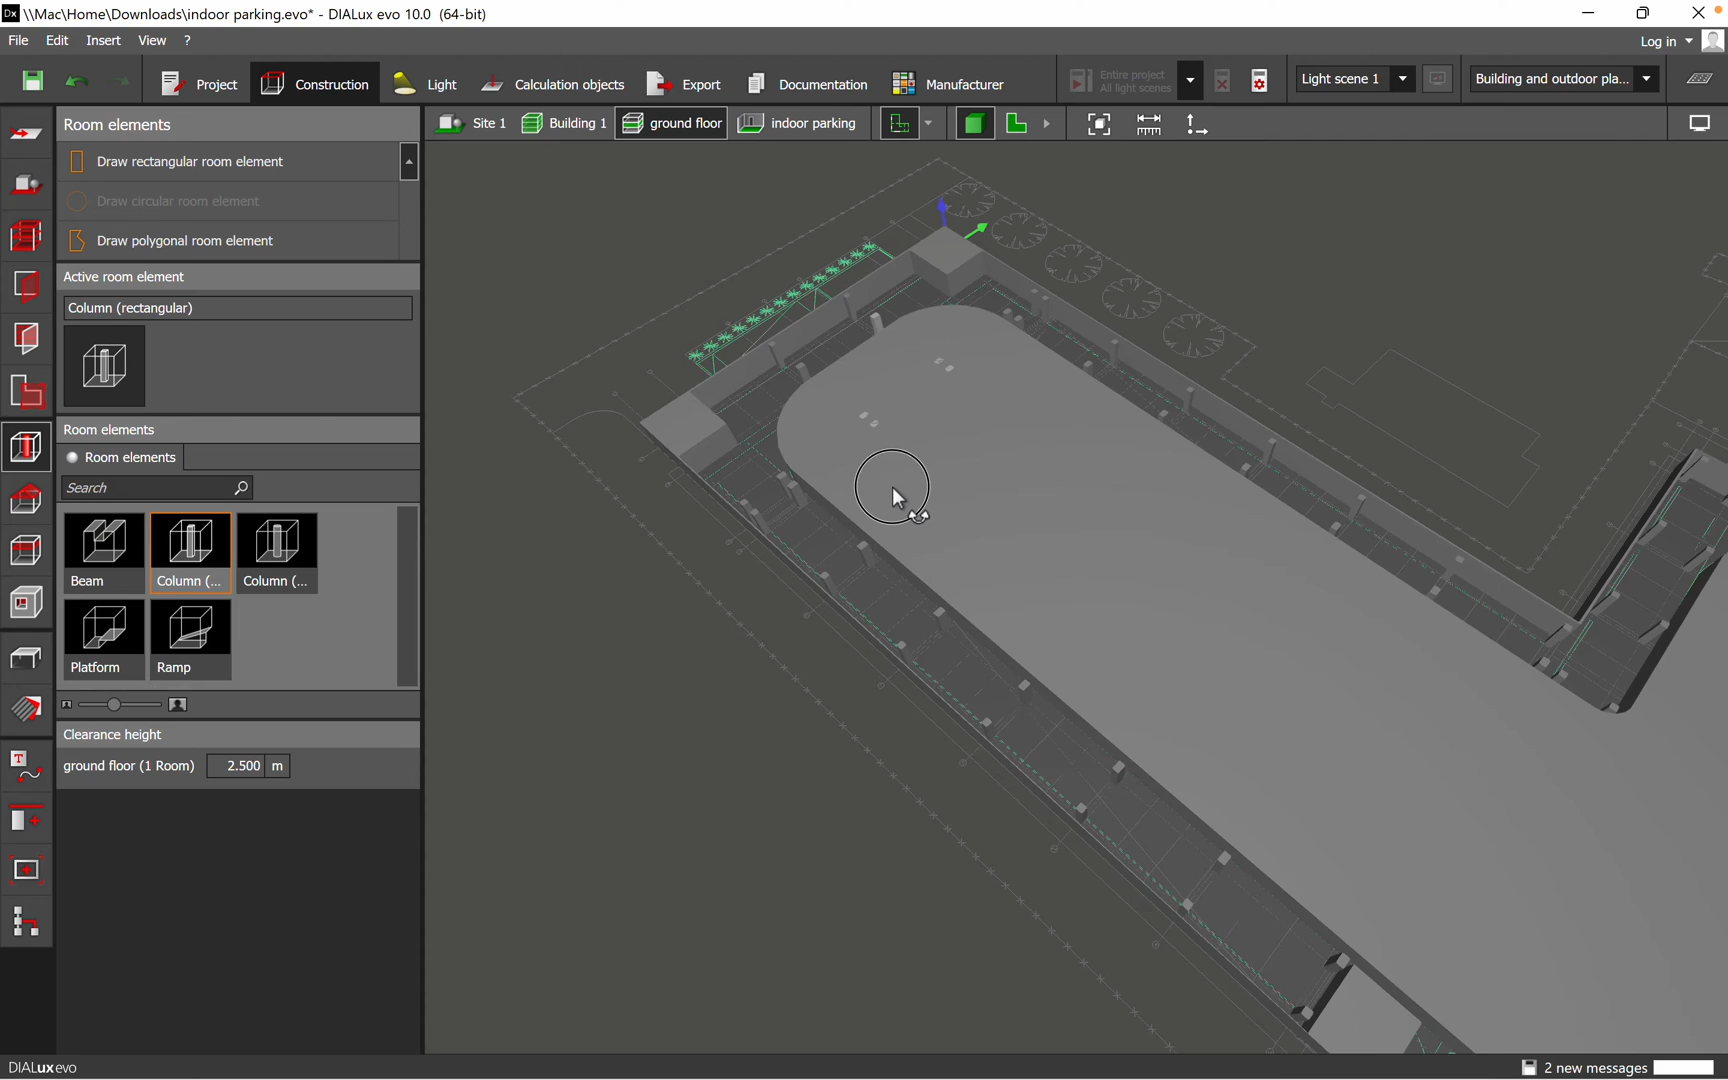 Dx \\Mac\Home\Downloads\indoor parking.evo* - DIALux evo 10.0 (64-bit)
File Edit Insert View ?
Log in
Project Construction Light Calculation objects Export Documentation Manufacturer
Entire project
All light scenes
Light scene 1
Building and outdoor pla...
Room elements
Site 1 Building 1 ground floor indoor parking
Draw rectangular room element
Draw circular room element
Draw polygonal room element
Active room element
Column (rectangular)
Room elements
Room elements
Search
Beam Column (... Column (...
Platform Ramp
Clearance height
ground floor (1 Room) 2.500 m
T
DIALux evo
2 new messages